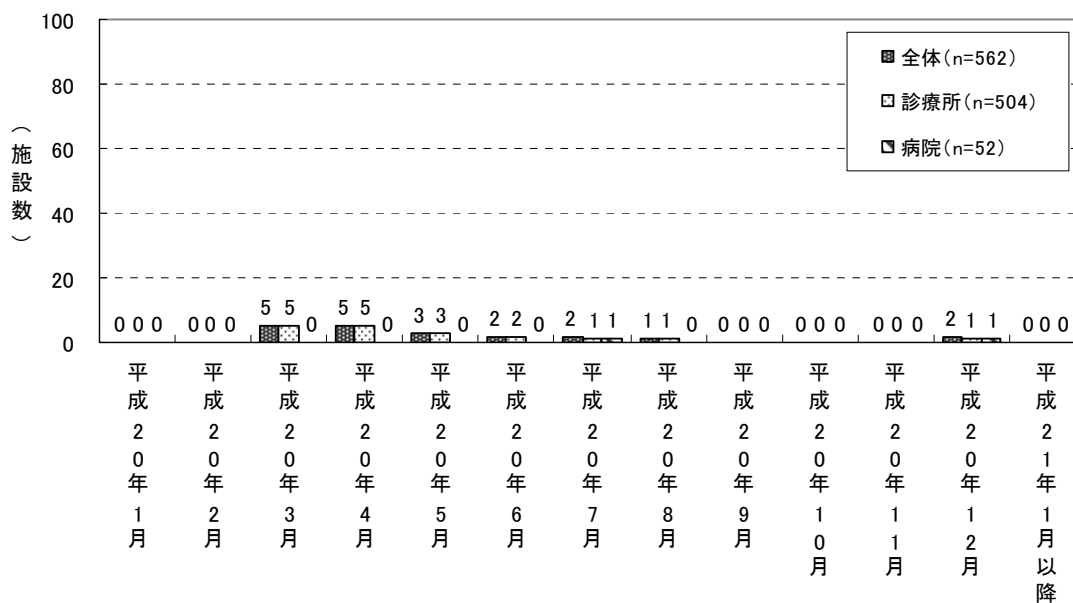 100
80
60
40
20
0
（施設数）
全体（n=562）
診療所（n=504）
病院（n=52）
0 0 0
0 0 0
5 5 0
5 5 0
3 3 0
2 2 0
2 1 1
1 1 0
0 0 0
0 0 0
0 0 0
2 1 1
0 0 0
平成20年1月
平成20年2月
平成20年3月
平成20年4月
平成20年5月
平成20年6月
平成20年7月
平成20年8月
平成20年9月
平成20年10月
平成20年11月
平成20年12月
平成21年1月以降